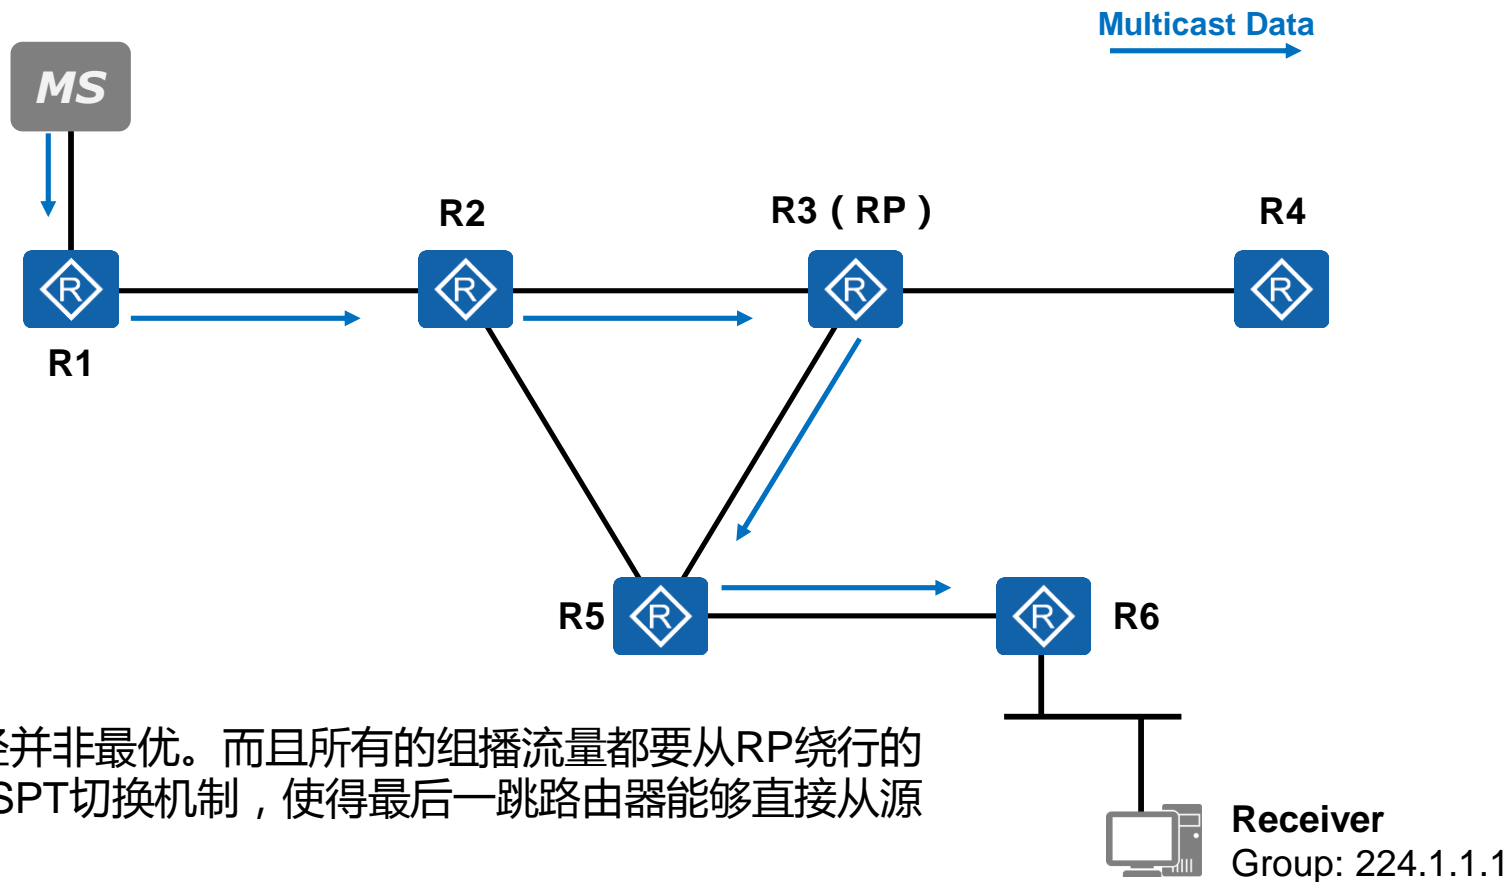 Multicast Data
MS
R2
R3（RP）
R4
R
R
R
R
R1
R5
R
R
R6
并非最优。而且所有的组播流量都要从RP绕行的
SPT切换机制，使得最后一跳路由器能够直接从源
Receiver
Group: 224.1.1.1